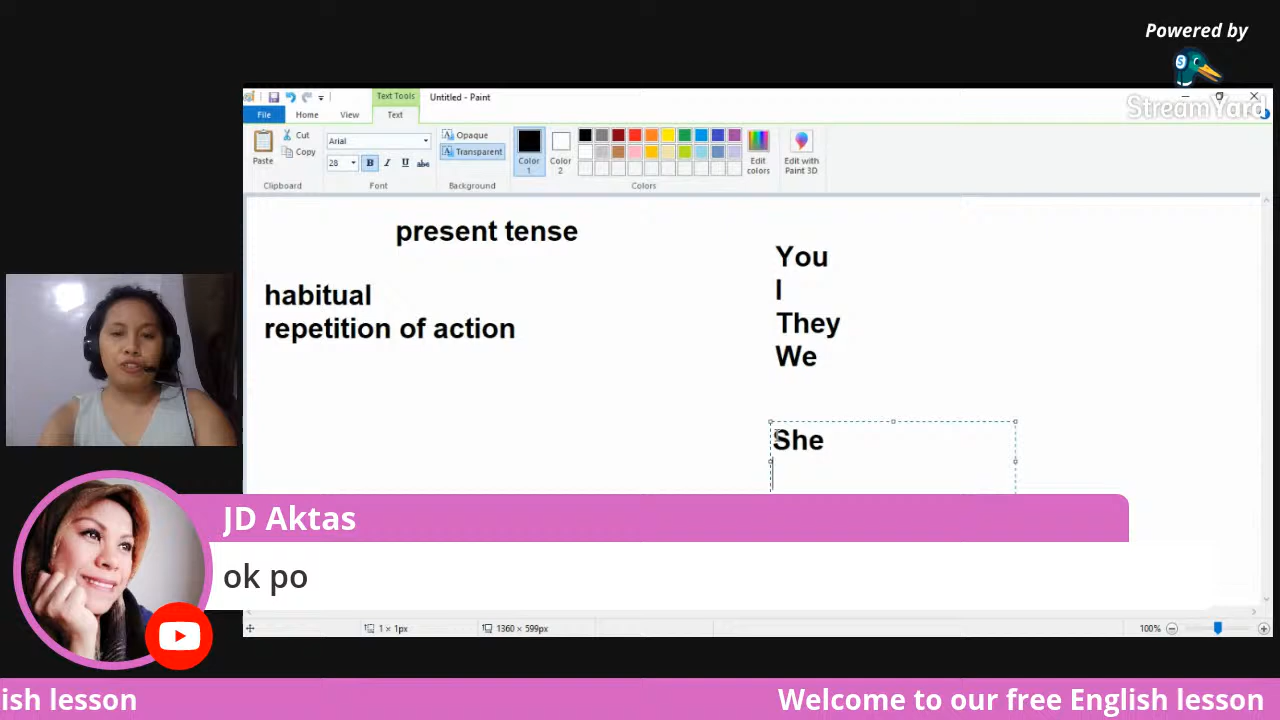 Powered by
StreamYard
Text Tools
Untitled - Paint
File
Home
View
Text
Paste
Cut
Copy
Clipboard
Arial
28
B
I
U
abc
Font
Opaque
Transparent
Background
Color 1
Color 2
Edit colors
Edit with Paint 3D
Colors
present tense
habitual
repetition of action
You
I
They
We
She
JD Aktas
ok po
1 × 1px
1360 × 599px
100%
ish lesson
Welcome to our free English lesson